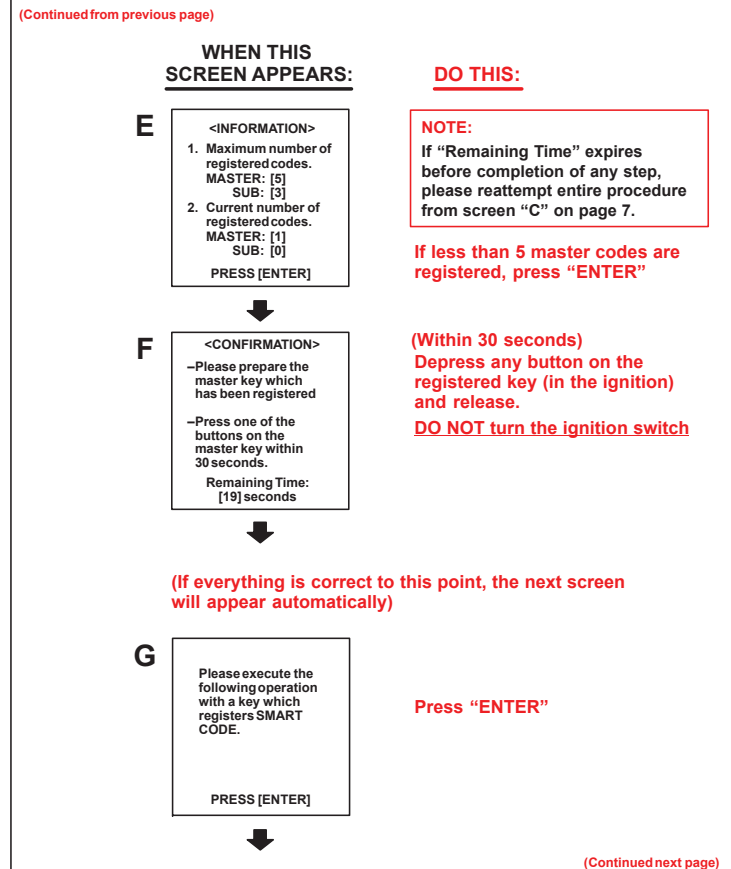 (Continued from previous page)
WHEN THIS
SCREEN APPEARS:
DO THIS:
E
<INFORMATION>
1. Maximum number of
registered codes.
MASTER: [5]
SUB: [3]
2. Current number of
registered codes.
MASTER: [1]
SUB: [0]
PRESS [ENTER]
NOTE:
If “Remaining Time” expires
before completion of any step,
please reattempt entire procedure
from screen “C” on page 7.
If less than 5 master codes are
registered, press “ENTER”
F
<CONFIRMATION>
–Please prepare the
master key which
has been registered
–Press one of the
buttons on the
master key within
30 seconds.
Remaining Time:
[19] seconds
(Within 30 seconds)
Depress any button on the
registered key (in the ignition)
and release.
DO NOT turn the ignition switch
(If everything is correct to this point, the next screen
will appear automatically)
G
Please execute the
following operation
with a key which
registers SMART
CODE.
PRESS [ENTER]
Press “ENTER”
(Continued next page)